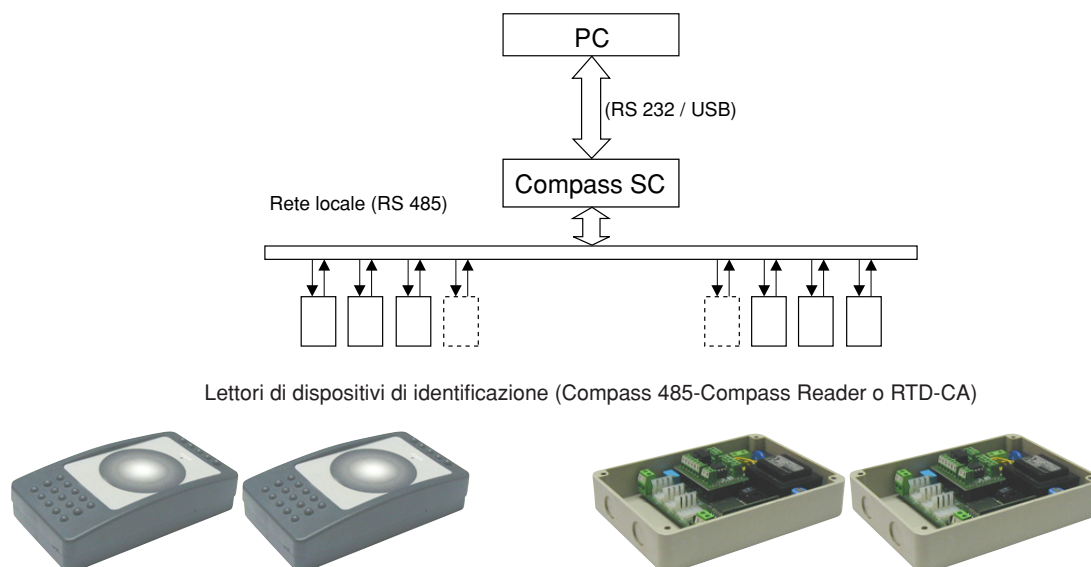 PC
(RS 232 / USB)
Compass SC
Rete locale (RS 485)
Lettori di dispositivi di identificazione (Compass 485-Compass Reader o RTD-CA)